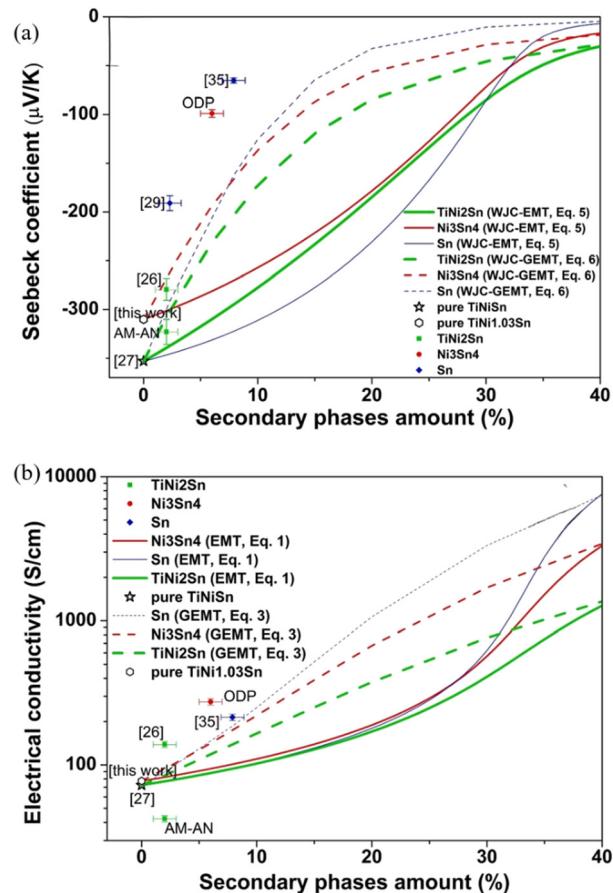 (a)
Seebeck coefficient (μV/K)
0
-100
-200
-300
[35]
ODP
[29]
[26]
[this work]
AM-AN
[27]
TiNi2Sn (WJC-EMT, Eq. 5)
Ni3Sn4 (WJC-EMT, Eq. 5)
Sn (WJC-EMT, Eq. 5)
TiNi2Sn (WJC-GEMT, Eq. 6)
Ni3Sn4 (WJC-GEMT, Eq. 6)
Sn (WJC-GEMT, Eq. 6)
pure TiNiSn
pure TiNi1.03Sn
TiNi2Sn
Ni3Sn4
Sn
0 10 20 30 40
Secondary phases amount (%)
(b)
Electrical conductivity (S/cm)
10000
1000
100
TiNi2Sn
Ni3Sn4
Sn
Ni3Sn4 (EMT, Eq. 1)
Sn (EMT, Eq. 1)
TiNi2Sn (EMT, Eq. 1)
pure TiNiSn
Sn (GEMT, Eq. 3)
Ni3Sn4 (GEMT, Eq. 3)
TiNi2Sn (GEMT, Eq. 3)
pure TiNi1.03Sn
ODP
[35]
[26]
[this work]
[27]
AM-AN
0 10 20 30 40
Secondary phases amount (%)